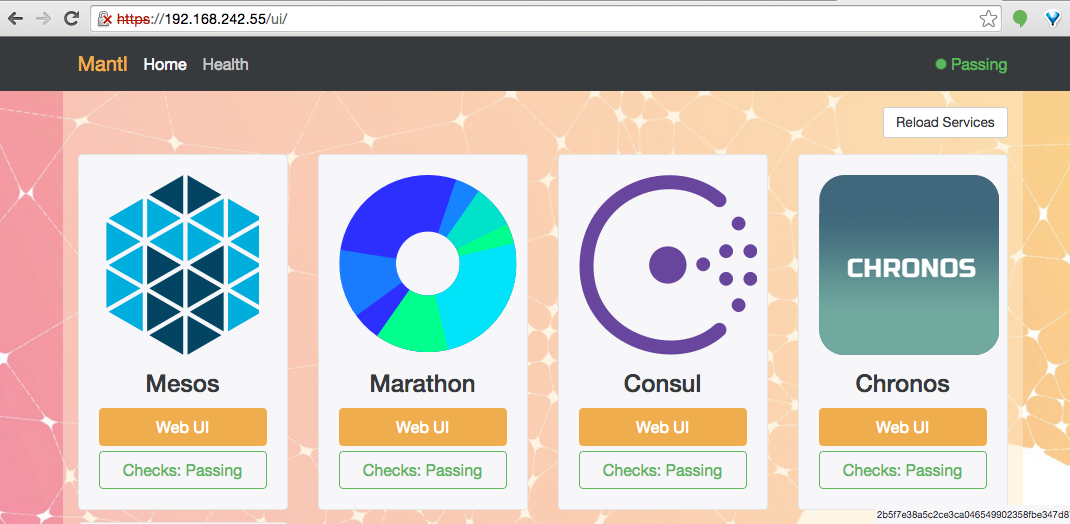 https://192.168.242.55/ui/
Mantl Home Health Passing
Reload Services
CHRONOS
Mesos Marathon Consul Chronos
Web UI Web UI Web UI Web UI
Checks: Passing Checks: Passing Checks: Passing Checks: Passing
2b5f7e38a5c2ce3ca046549902358fbe347d8